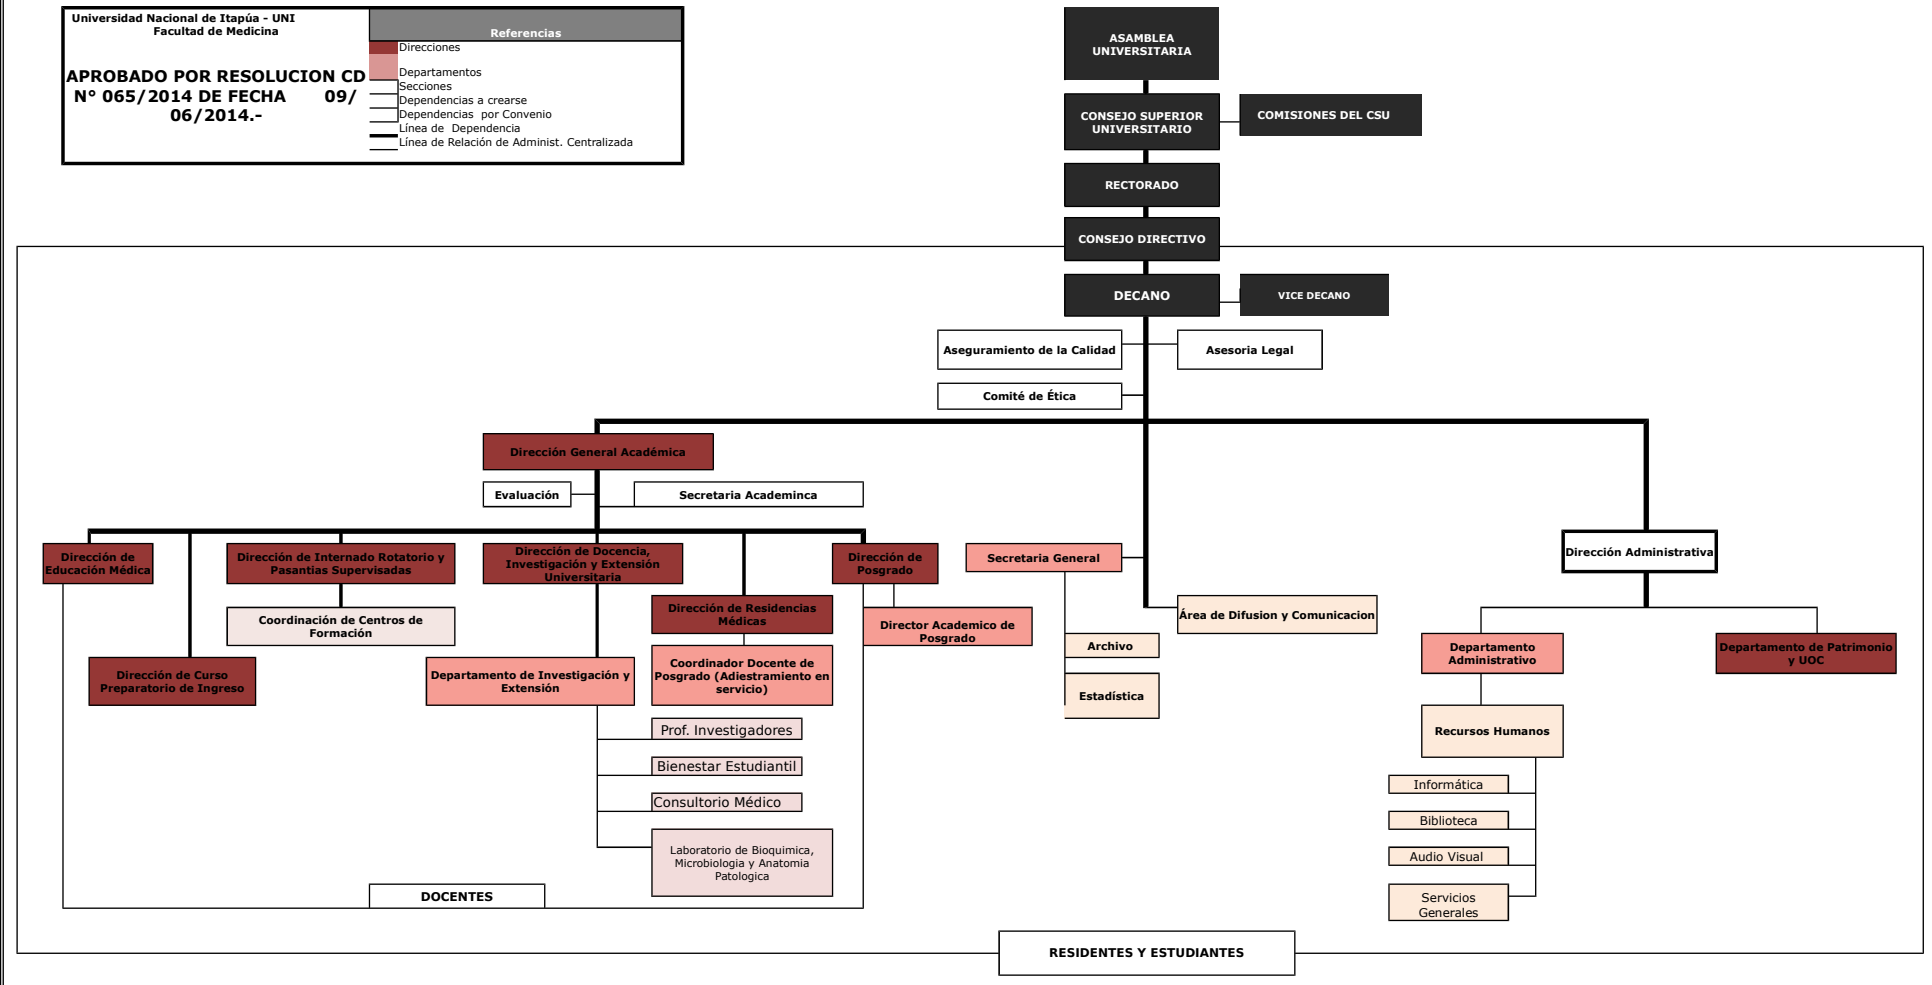 Universidad Nacional de Itapúa - UNI
Facultad de Medicina
APROBADO POR RESOLUCION CD
N° 065/2014 DE FECHA 09/
06/2014.-
Referencias
Direcciones
Departamentos
Secciones
Dependencias a crearse
Dependencias por Convenio
Línea de Dependencia
Línea de Relación de Administ. Centralizada
ASAMBLEA
UNIVERSITARIA
CONSEJO SUPERIOR
UNIVERSITARIO
COMISIONES DEL CSU
RECTORADO
CONSEJO DIRECTIVO
DECANO
VICE DECANO
Aseguramiento de la Calidad
Asesoria Legal
Comité de Ética
Dirección General Académica
Evaluación
Secretaria Academinca
Dirección de
Educación Médica
Dirección de Internado Rotatorio y
Pasantias Supervisadas
Dirección de Docencia,
Investigación y Extensión
Universitaria
Dirección de
Posgrado
Secretaria General
Dirección Administrativa
Coordinación de Centros de
Formación
Dirección de Residencias
Médicas
Director Academico de
Posgrado
Área de Difusion y Comunicacion
Dirección de Curso
Preparatorio de Ingreso
Departamento de Investigación y
Extensión
Coordinador Docente de
Posgrado (Adiestramiento en
servicio)
Archivo
Estadística
Departamento
Administrativo
Departamento de Patrimonio
y UOC
Prof. Investigadores
Bienestar Estudiantil
Consultorio Médico
Laboratorio de Bioquimica,
Microbiologia y Anatomia
Patologica
Recursos Humanos
Informática
Biblioteca
Audio Visual
Servicios
Generales
DOCENTES
RESIDENTES Y ESTUDIANTES